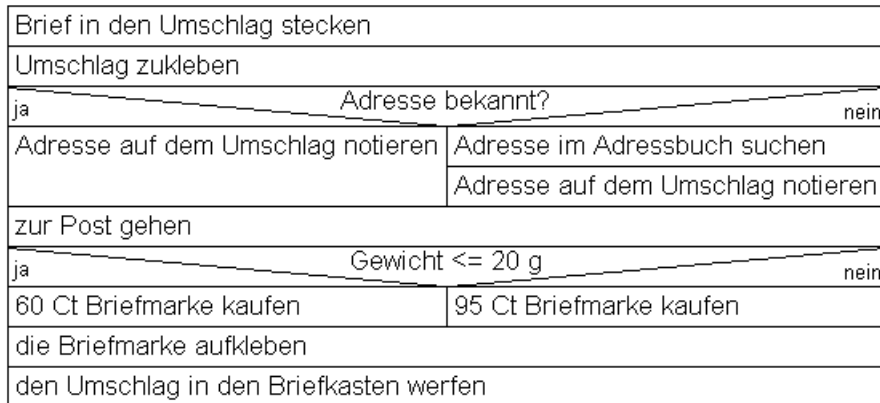 Brief in den Umschlag stecken
Umschlag zukleben
Adresse bekannt?
ja
nein
Adresse auf dem Umschlag notieren
Adresse im Adressbuch suchen
Adresse auf dem Umschlag notieren
zur Post gehen
Gewicht <= 20 g
ja
nein
60 Ct Briefmarke kaufen
95 Ct Briefmarke kaufen
die Briefmarke aufkleben
den Umschlag in den Briefkasten werfen